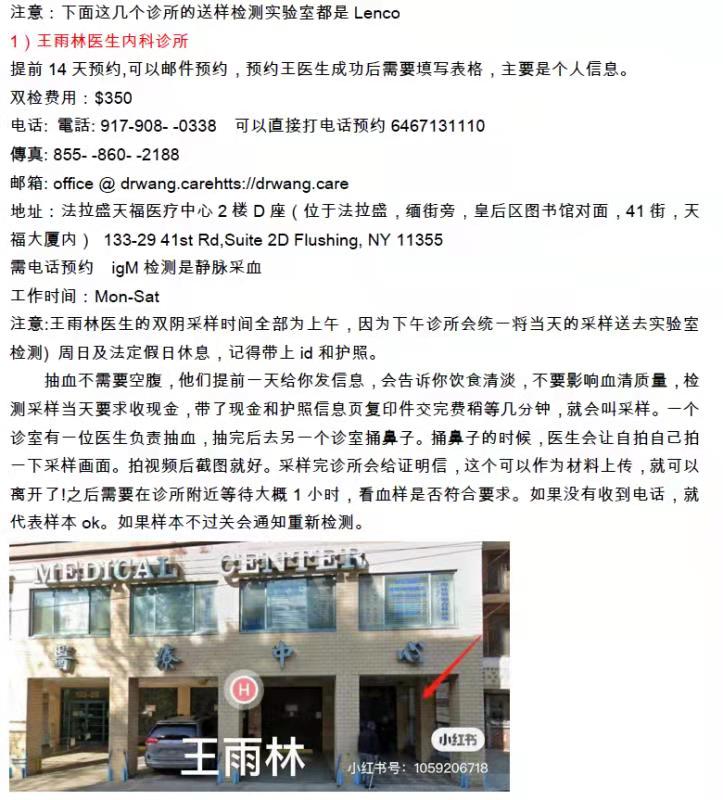 注意：下面这几个诊所的送样检测实验室都是 Lenco
1）王雨林医生内科诊所
提前 14 天预约,可以邮件预约，预约王医生成功后需要填写表格，主要是个人信息。
双检费用：$350
电话: 電話: 917-908- -0338 可以直接打电话预约 6467131110
傳真: 855- -860- -2188
邮箱: office @ drwang.carehtts://drwang.care
地址：法拉盛天福医疗中心 2 楼 D 座（位于法拉盛，缅街旁，皇后区图书馆对面，41 街，天
福大厦内） 133-29 41st Rd,Suite 2D Flushing, NY 11355
需电话预约 igM 检测是静脉采血
工作时间：Mon-Sat
注意:王雨林医生的双阴采样时间全部为上午，因为下午诊所会统一将当天的采样送去实验室
检测) 周日及法定假日休息，记得带上 id 和护照。
抽血不需要空腹，他们提前一天给你发信息，会告诉你饮食清淡，不要影响血清质量，检
测采样当天要求收现金，带了现金和护照信息页复印件交完费稍等几分钟，就会叫采样。一个
诊室有一位医生负责抽血，抽完后去另一个诊室捅鼻子。捅鼻子的时候，医生会让自拍自己拍
一下采样画面。拍视频后截图就好。采样完诊所会给证明信，这个可以作为材料上传，就可以
离开了!之后需要在诊所附近等待大概 1 小时，看血样是否符合要求。如果没有收到电话，就
代表样本 ok。如果样本不过关会通知重新检测。
MEDICAL CENTER
醫療中心
H
小红书
王雨林
小红书号：1059206718